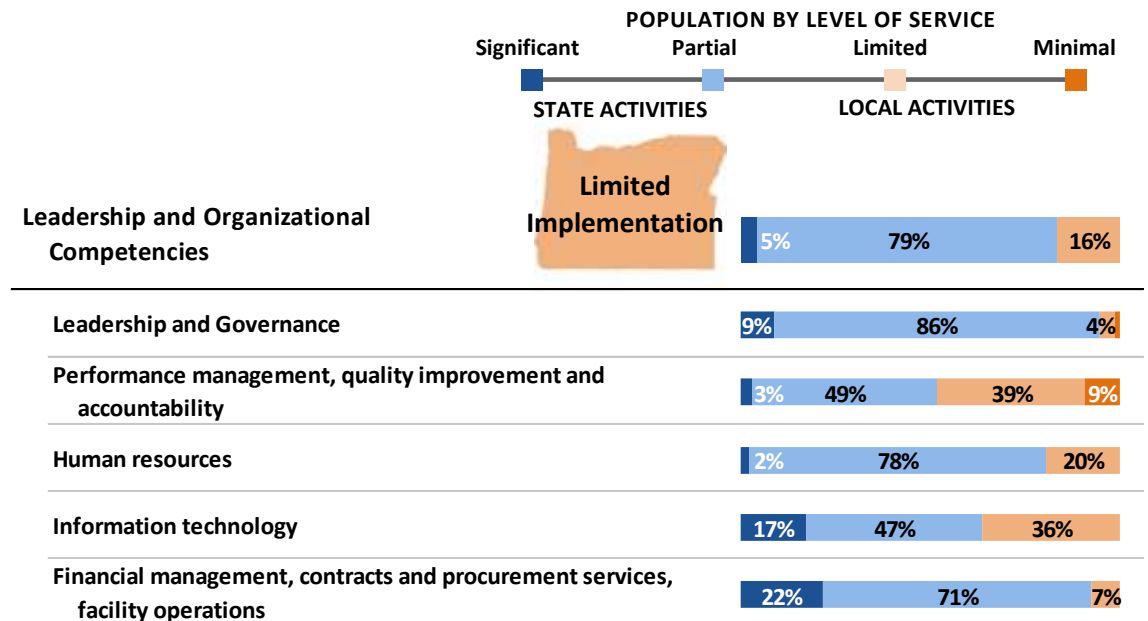 POPULATION BY LEVEL OF SERVICE
Significant Partial Limited Minimal
STATE ACTIVITIES LOCAL ACTIVITIES
Limited
Implementation
Leadership and Organizational
Competencies
5% 79% 16%
Leadership and Governance
9% 86% 4%
Performance management, quality improvement and
accountability
3% 49% 39% 9%
Human resources
2% 78% 20%
Information technology
17% 47% 36%
Financial management, contracts and procurement services,
facility operations
22% 71% 7%